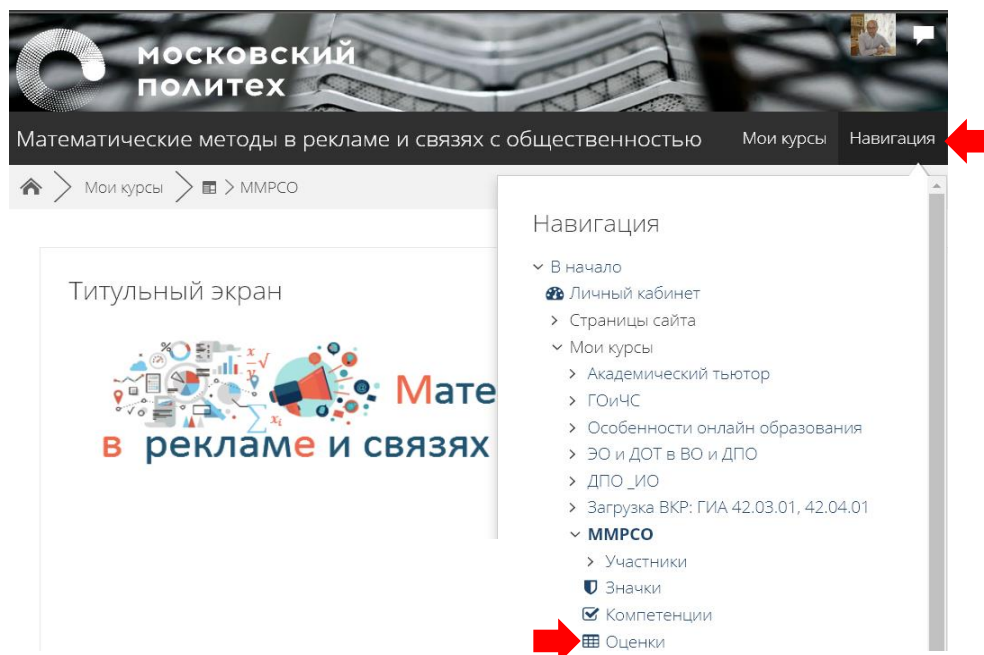 московский
политех
Математические методы в рекламе и связях с общественностью Мои курсы Навигация
Мои курсы > ММРСО
Навигация
В начало
Личный кабинет
Страницы сайта
Мои курсы
Академический тьютор
ГОиЧС
Особенности онлайн образования
ЭО и ДОТ в ВО и ДПО
ДПО _ИО
Загрузка ВКР: ГИА 42.03.01, 42.04.01
ММРСО
Участники
Значки
Компетенции
Оценки
Титульный экран
Мате
в рекламе и связях